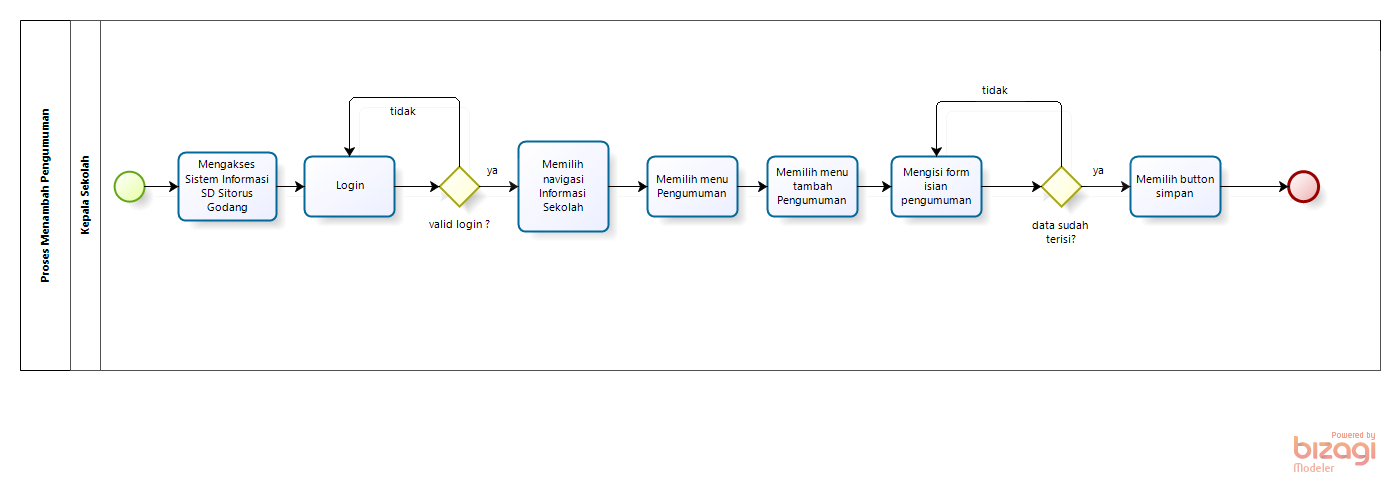 Proses Menambah Pengumuman
Kepala Sekolah
Mengakses
Sistem Informasi
SD Sitorus
Godang
Login
tidak
valid login ?
ya
Memilih
navigasi
Informasi
Sekolah
Memilih menu
Pengumuman
Memilih menu
tambah
Pengumuman
Mengisi form
isian
pengumuman
tidak
data sudah
terisi?
ya
Memilih button
simpan
Powered by
bizagi
Modeler